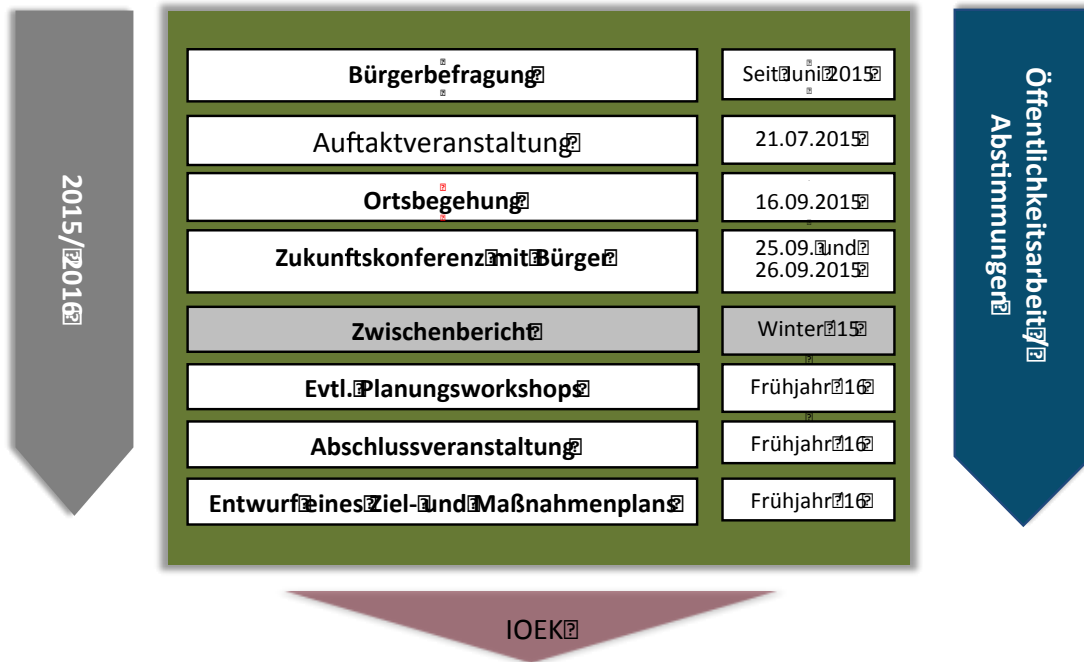 2015/ 2016
Bürgerbefragung
Seit Juni 2015
Auftaktveranstaltung
21.07.2015
Ortsbegehung
16.09.2015
Zukunftskonferenz mit Bürger
25.09. und
26.09.2015
Zwischenbericht
Winter '15
Evtl. Planungsworkshops
Frühjahr '16
Abschlussveranstaltung
Frühjahr '16
Entwurf eines Ziel- und Maßnahmenplans
Frühjahr '16
Öffentlichkeitsarbeit /
Abstimmungen
IOEK